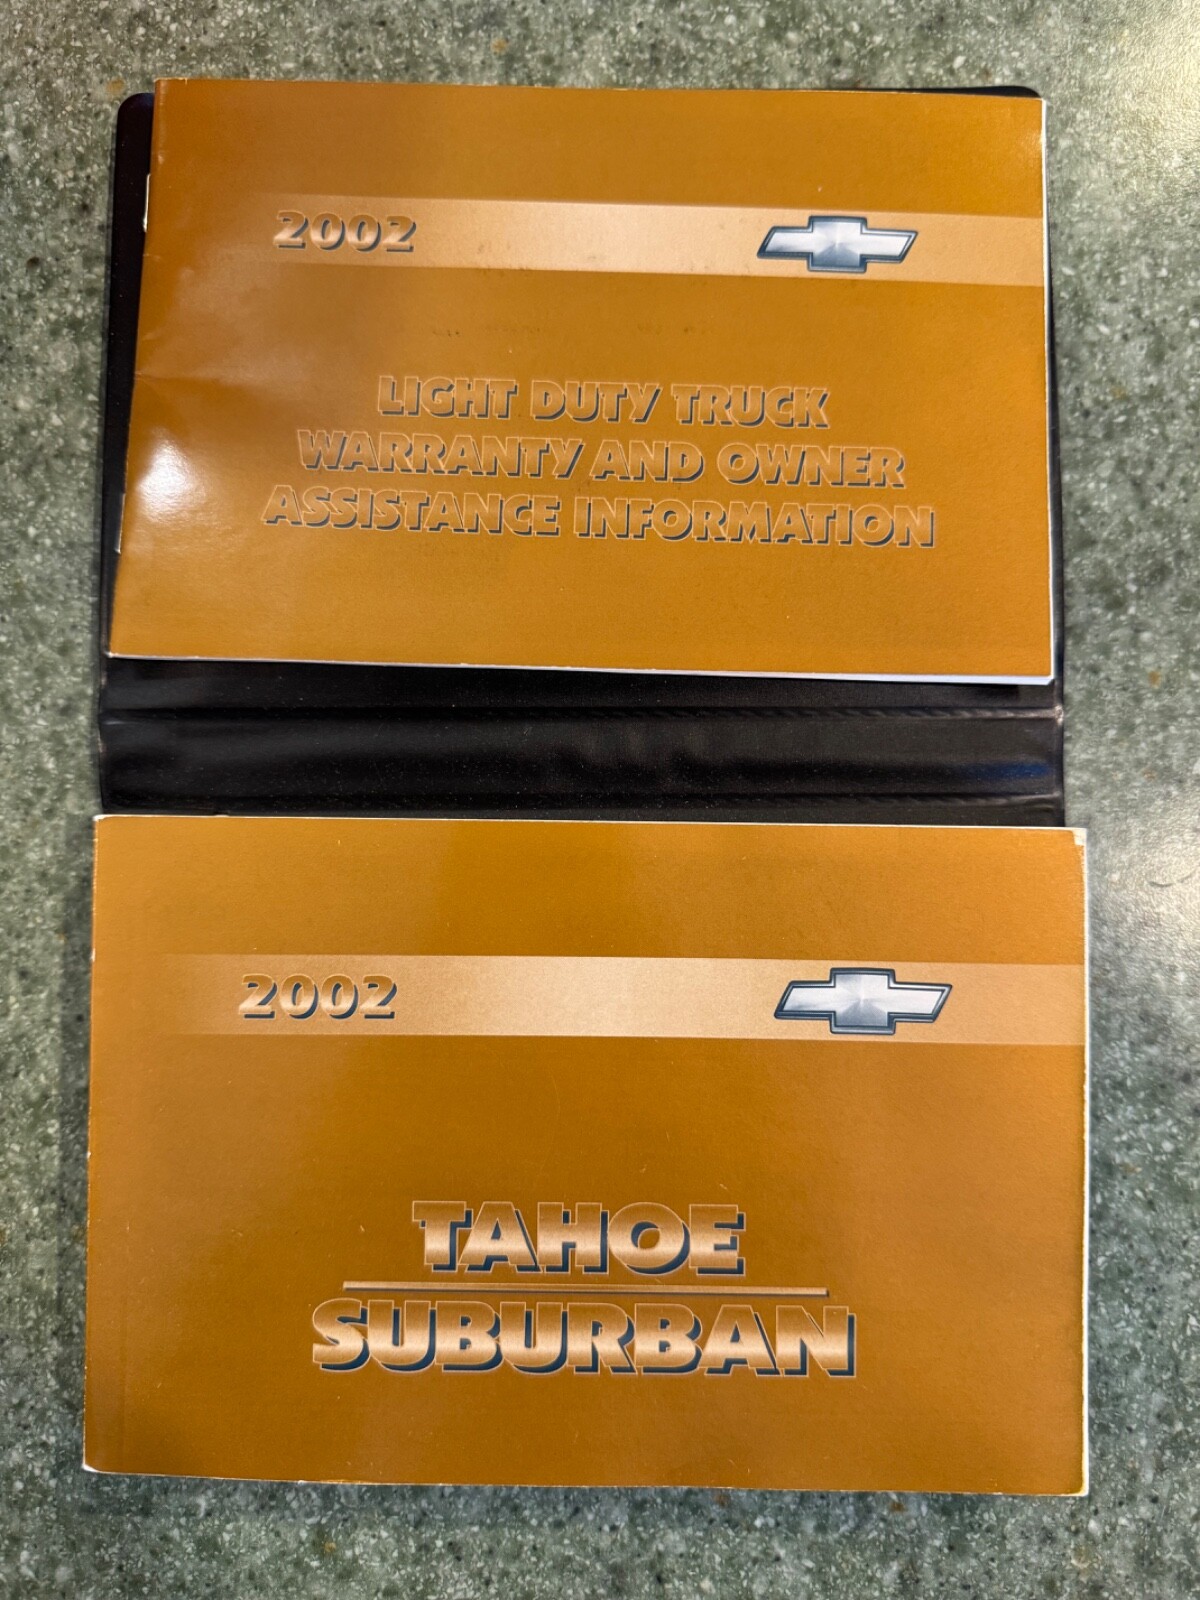 2002
LIGHT DUTY TRUCK
WARRANTY AND OWNER
ASSISTANCE INFORMATION
2002
TAHOE
SUBURBAN